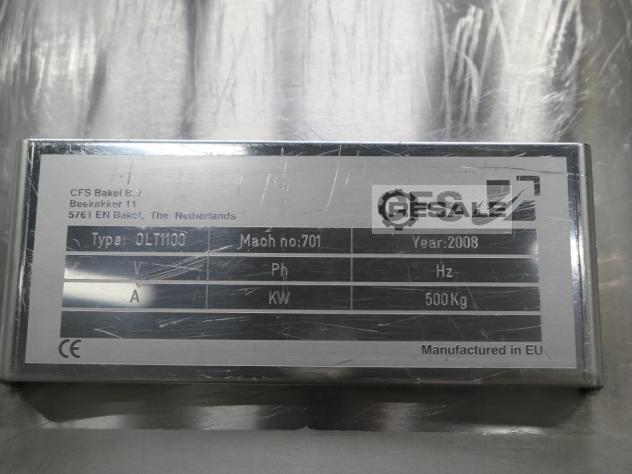 CFS Bakel B.V.
Beekakker 11
5761 EN Bakel, The Netherlands
CFS
GESALE
Type: OLT1100 Mach no:701 Year:2008
V Ph Hz
A KW 500Kg
CE Manufactured in EU